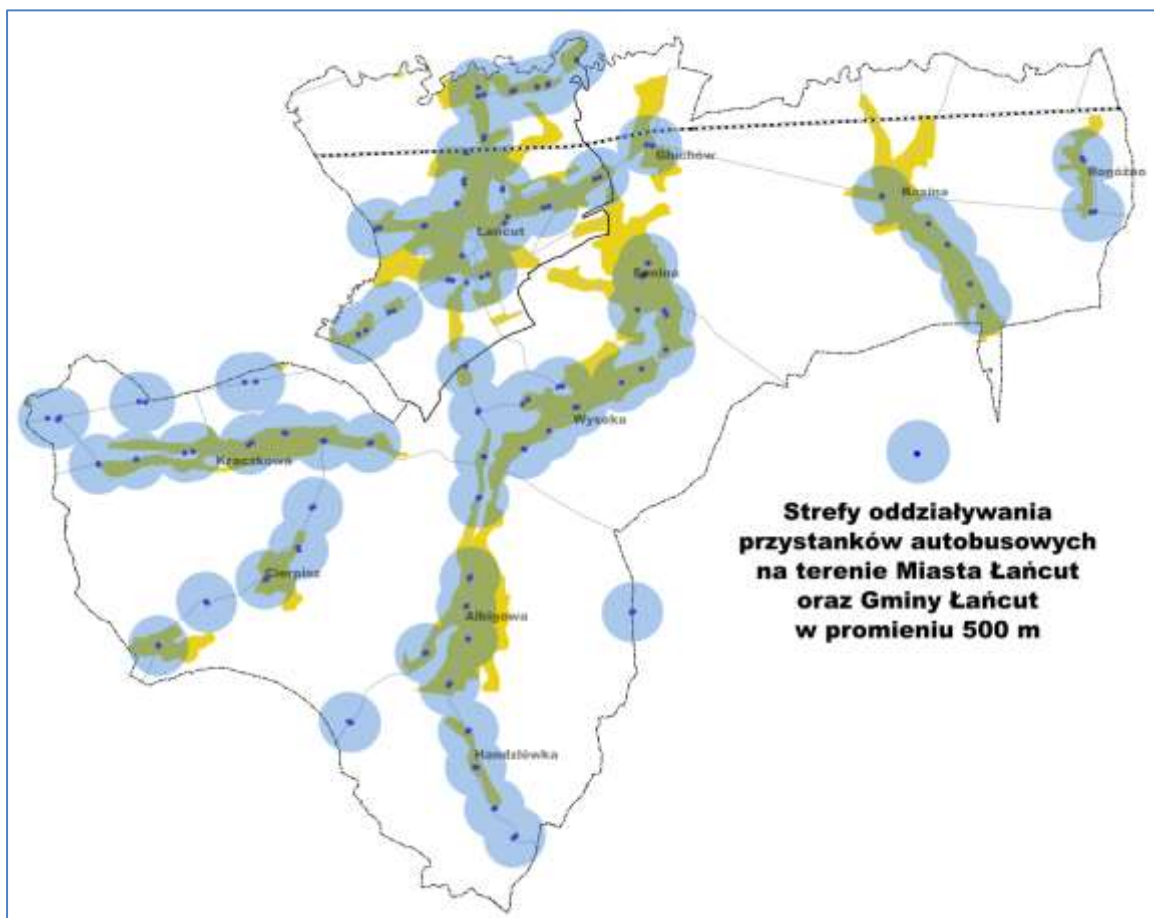 Głuchów
Rogóżno
Kosina
Łańcut
Sonina
Wysoka
Kraczkowa
Strefy oddziaływania
przystanków autobusowych
na terenie Miasta Łańcut
oraz Gminy Łańcut
w promieniu 500 m
Cierpisz
Albigowa
Handzlówka